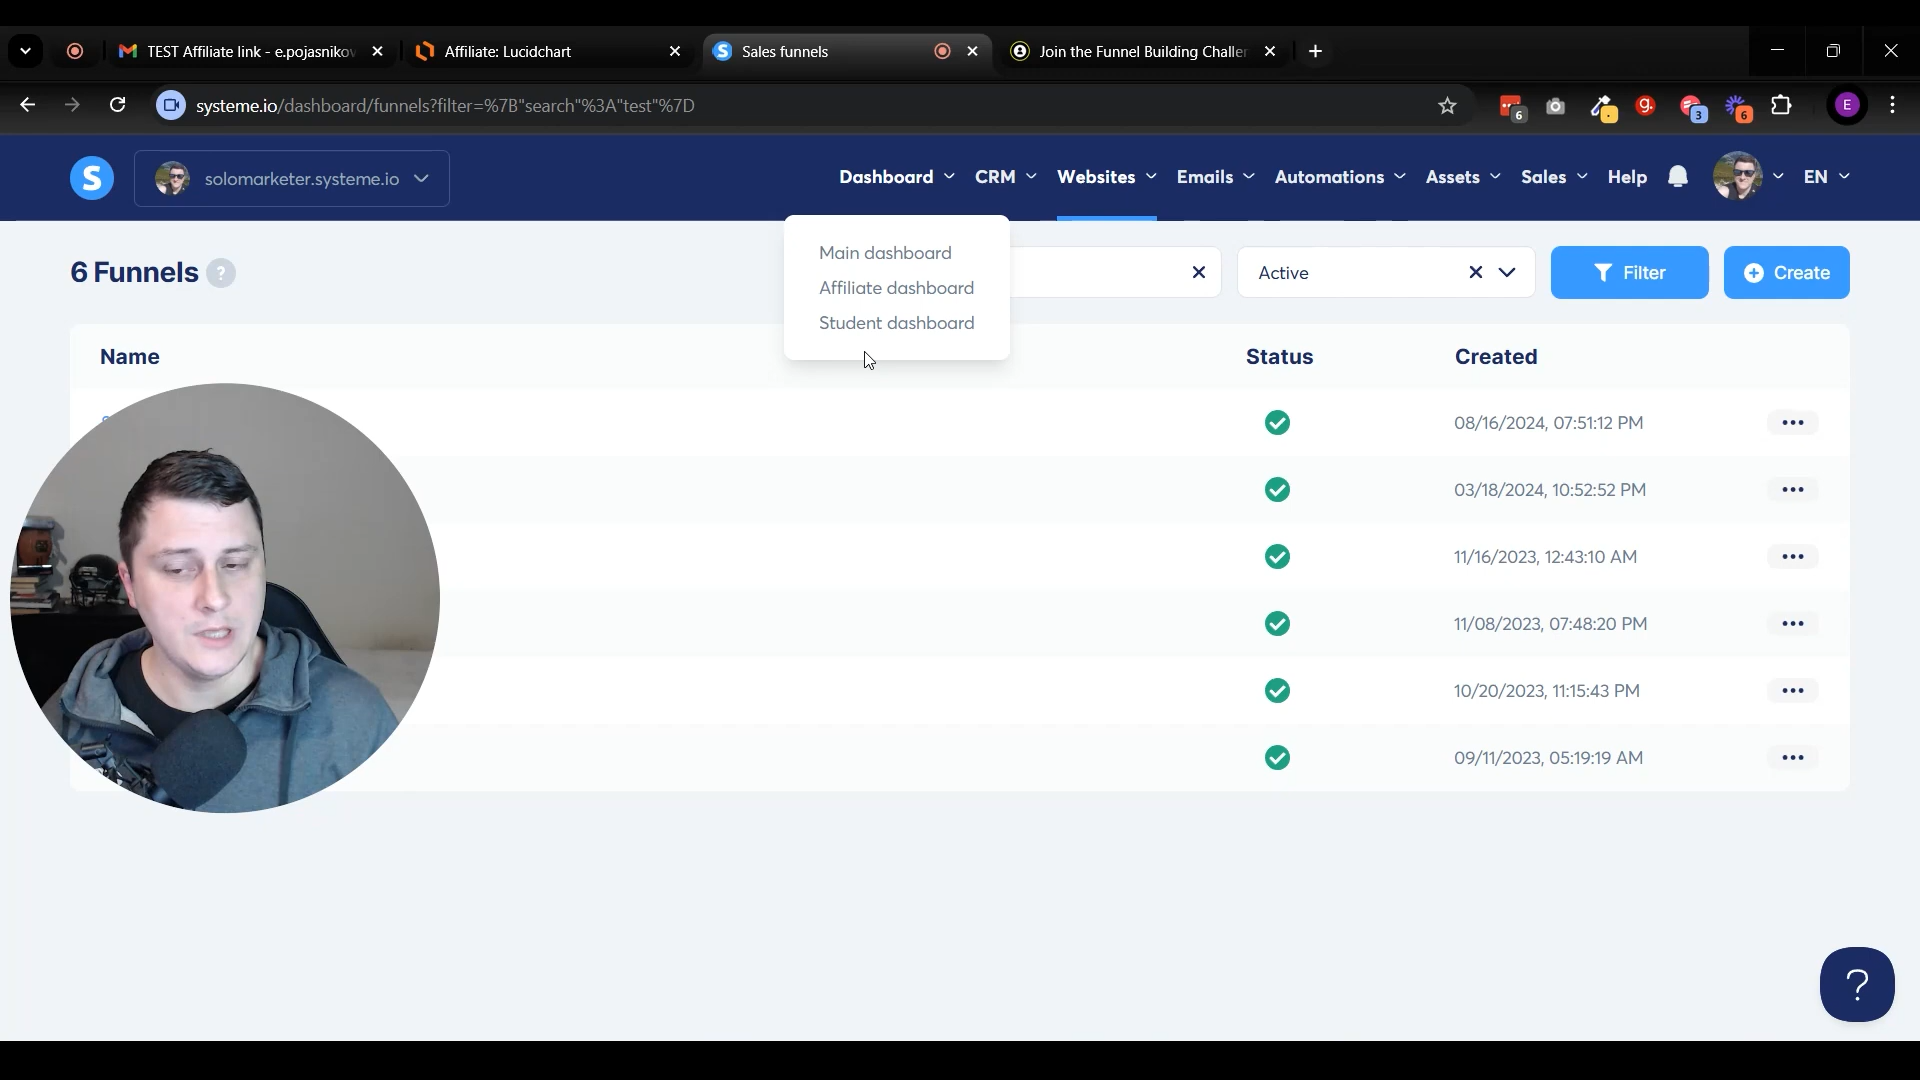 TEST Affiliate link - e.pojasnikov
Affiliate: Lucidchart
Sales funnels
Join the Funnel Building Challen
systeme.io/dashboard/funnels?filter=%7B"search"%3A"test"%7D
6
g.
3
6
E
S
solomarketer.systeme.io
Dashboard
CRM
Websites
Emails
Automations
Assets
Sales
Help
EN
Main dashboard
Affiliate dashboard
Student dashboard
6 Funnels
?
Active
Filter
Create
Name
Status
Created
08/16/2024, 07:51:12 PM
03/18/2024, 10:52:52 PM
11/16/2023, 12:43:10 AM
11/08/2023, 07:48:20 PM
10/20/2023, 11:15:43 PM
09/11/2023, 05:19:19 AM
?